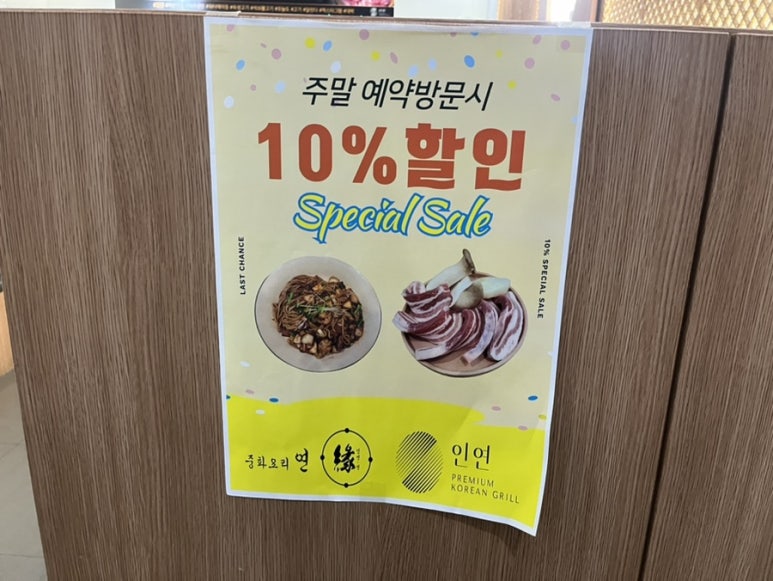 주말 예약방문시
10%할인
Special Sale
LAST CHANCE
10% SPECIAL SALE
중화요리 연
緣
인연
PREMIUM
KOREAN GRILL